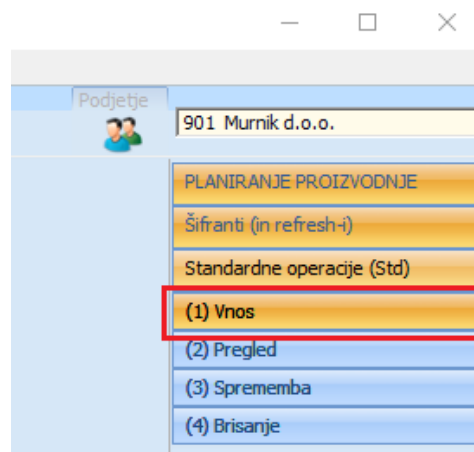 Podjetje
901 Murnik d.o.o.
PLANIRANJE PROIZVODNJE
Šifranti (in refresh-i)
Standardne operacije (Std)
(1) Vnos
(2) Pregled
(3) Sprememba
(4) Brisanje